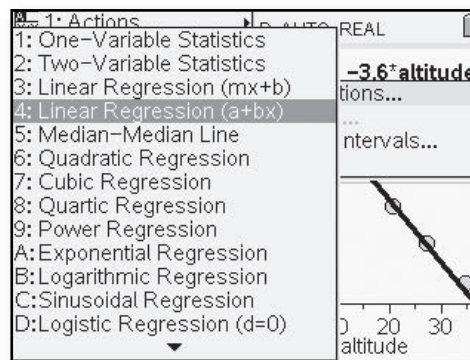 1: Actions
REAL
1: One-Variable Statistics
2: Two-Variable Statistics
-3.6*altitude
3: Linear Regression (mx+b)
tions...
4: Linear Regression (a+bx)
...
5: Median-Median Line
ntervals...
6: Quadratic Regression
7: Cubic Regression
8: Quartic Regression
9: Power Regression
A:Exponential Regression
B:Logarithmic Regression
C:Sinusoidal Regression
D:Logistic Regression (d=0)
20 30
altitude